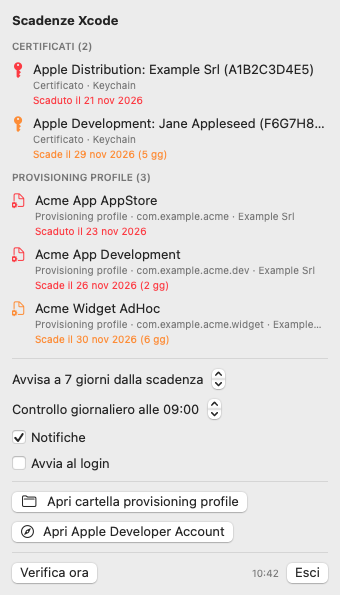 Scadenze Xcode
CERTIFICATI (2)
Apple Distribution: Example Srl (A1B2C3D4E5)
Certificato · Keychain
Scaduto il 21 nov 2026
Apple Development: Jane Appleseed (F6G7H8...
Certificato · Keychain
Scade il 29 nov 2026 (5 gg)
PROVISIONING PROFILE (3)
Acme App AppStore
Provisioning profile · com.example.acme · Example Srl
Scaduto il 23 nov 2026
Acme App Development
Provisioning profile · com.example.acme.dev · Example Srl
Scade il 26 nov 2026 (2 gg)
Acme Widget AdHoc
Provisioning profile · com.example.acme.widget · Example...
Scade il 30 nov 2026 (6 gg)
Avvisa a 7 giorni dalla scadenza
Controllo giornaliero alle 09:00
Notifiche
Avvia al login
Apri cartella provisioning profile
Apri Apple Developer Account
Verifica ora 10:42 Esci